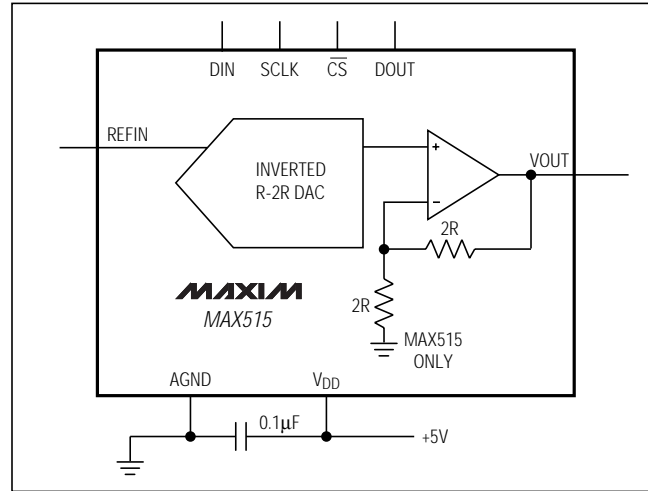 DIN SCLK CS DOUT
REFIN
INVERTED
R-2R DAC
+
−
VOUT
2R
2R
MAXIM
MAX515
MAX515
ONLY
AGND
VDD
0.1µF
+5V